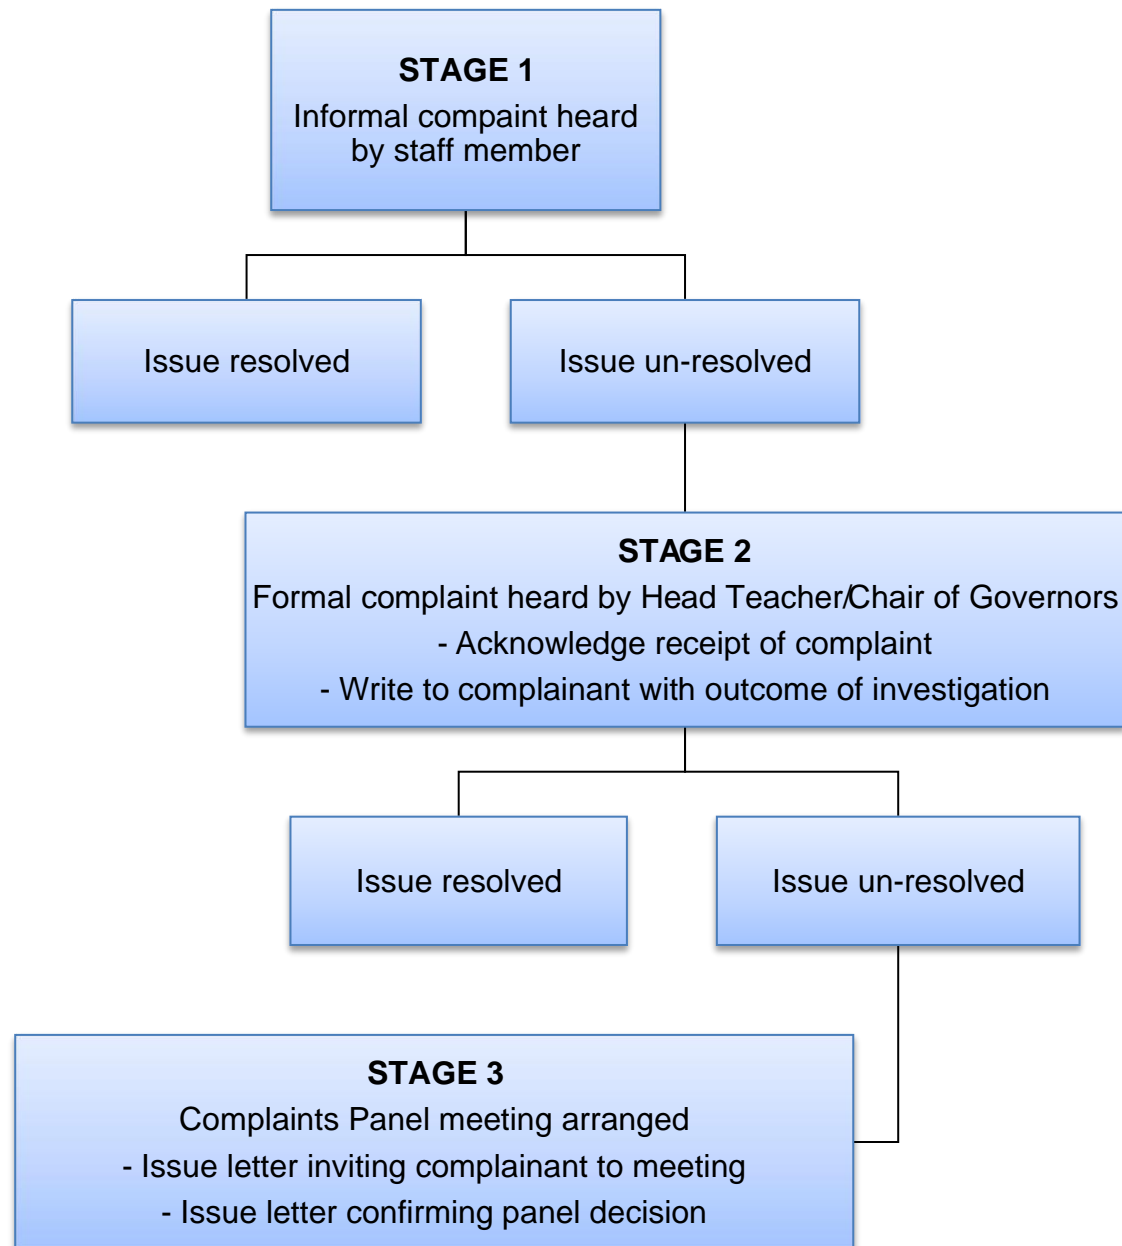 STAGE 1
Informal compaint heard
by staff member
Issue resolved
Issue un-resolved
STAGE 2
Formal complaint heard by Head Teacher/Chair of Governors
- Acknowledge receipt of complaint
- Write to complainant with outcome of investigation
Issue resolved
Issue un-resolved
STAGE 3
Complaints Panel meeting arranged
- Issue letter inviting complainant to meeting
- Issue letter confirming panel decision